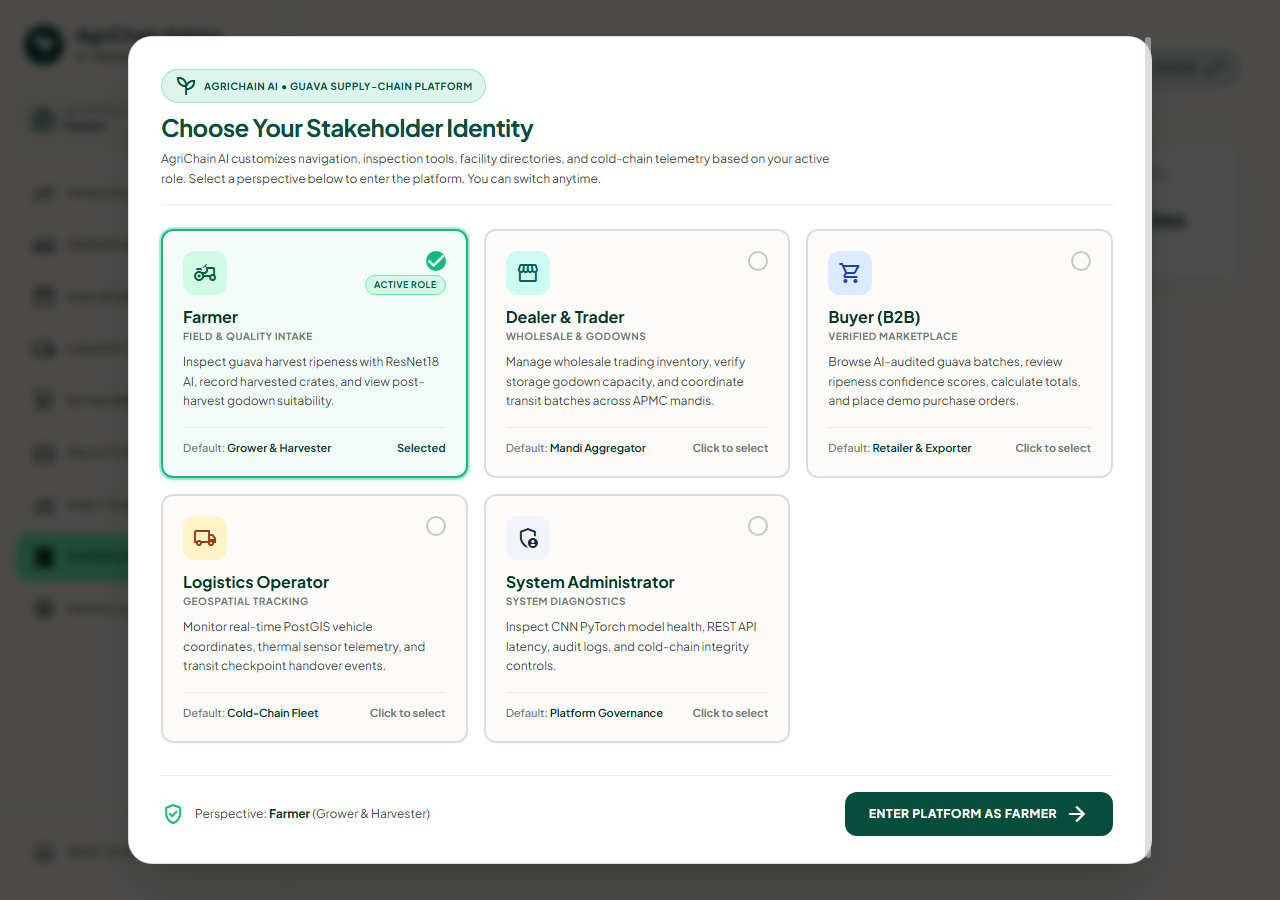 AGRICHAIN AI • GUAVA SUPPLY-CHAIN PLATFORM
Choose Your Stakeholder Identity
AgriChain AI customizes navigation, inspection tools, facility directories, and cold-chain telemetry based on your active
role. Select a perspective below to enter the platform. You can switch anytime.
ACTIVE ROLE
Farmer
FIELD & QUALITY INTAKE
Inspect guava harvest ripeness with ResNet18
AI, record harvested crates, and view post-
harvest godown suitability.
Default: Grower & Harvester
Selected
Dealer & Trader
WHOLESALE & GODOWNS
Manage wholesale trading inventory, verify
storage godown capacity, and coordinate
transit batches across APMC mandis.
Default: Mandi Aggregator
Click to select
Buyer (B2B)
VERIFIED MARKETPLACE
Browse AI-audited guava batches, review
ripeness confidence scores, calculate totals,
and place demo purchase orders.
Default: Retailer & Exporter
Click to select
Logistics Operator
GEOSPATIAL TRACKING
Monitor real-time PostGIS vehicle
coordinates, thermal sensor telemetry, and
transit checkpoint handover events.
Default: Cold-Chain Fleet
Click to select
System Administrator
SYSTEM DIAGNOSTICS
Inspect CNN PyTorch model health, REST API
latency, audit logs, and cold-chain integrity
controls.
Default: Platform Governance
Click to select
Perspective: Farmer (Grower & Harvester)
ENTER PLATFORM AS FARMER